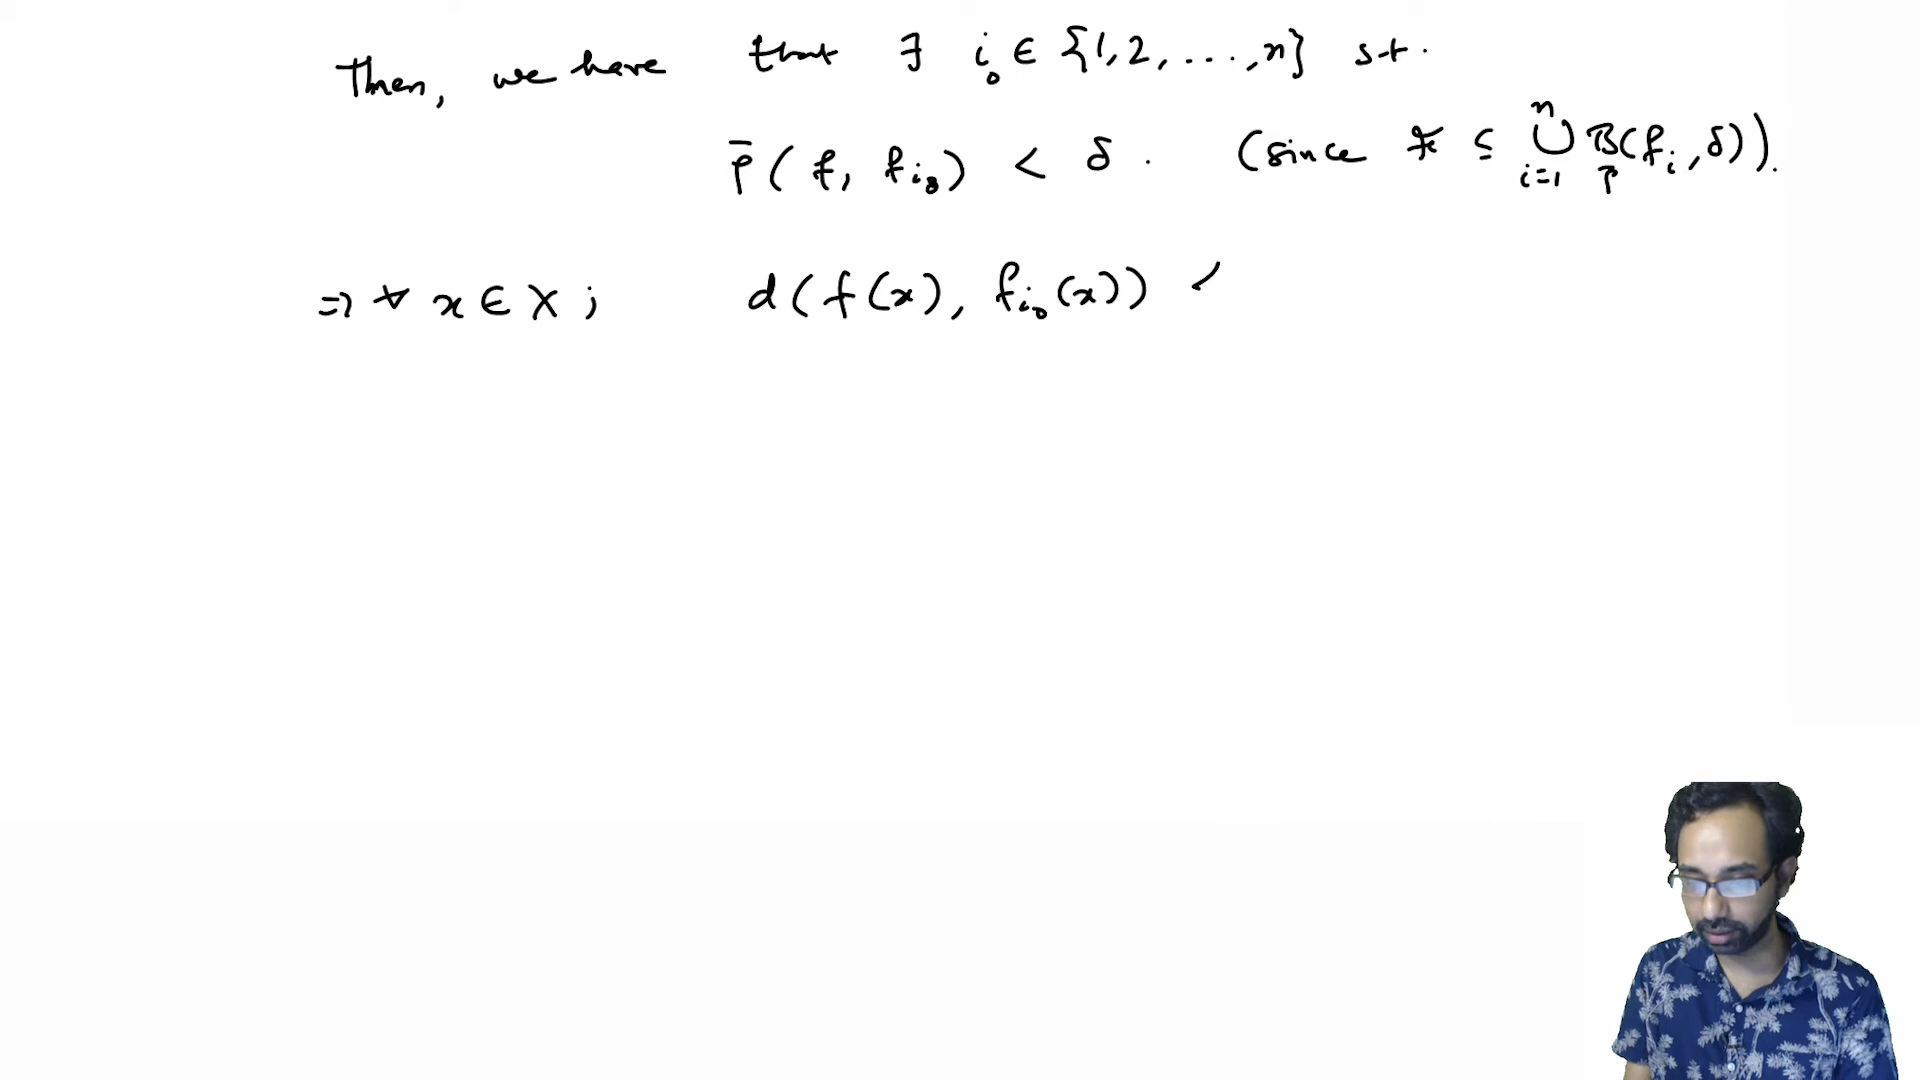 Then, we have that ∃ i₀ ∈ {1, 2, ..., n} s.t.
ρ̄(f, f_{i₀}) < δ. (since ℱ ⊆ ⋃_{i=1}^{n} B_ρ̄(f_i, δ)).
⇒ ∀ x ∈ X; d(f(x), f_{i₀}(x))